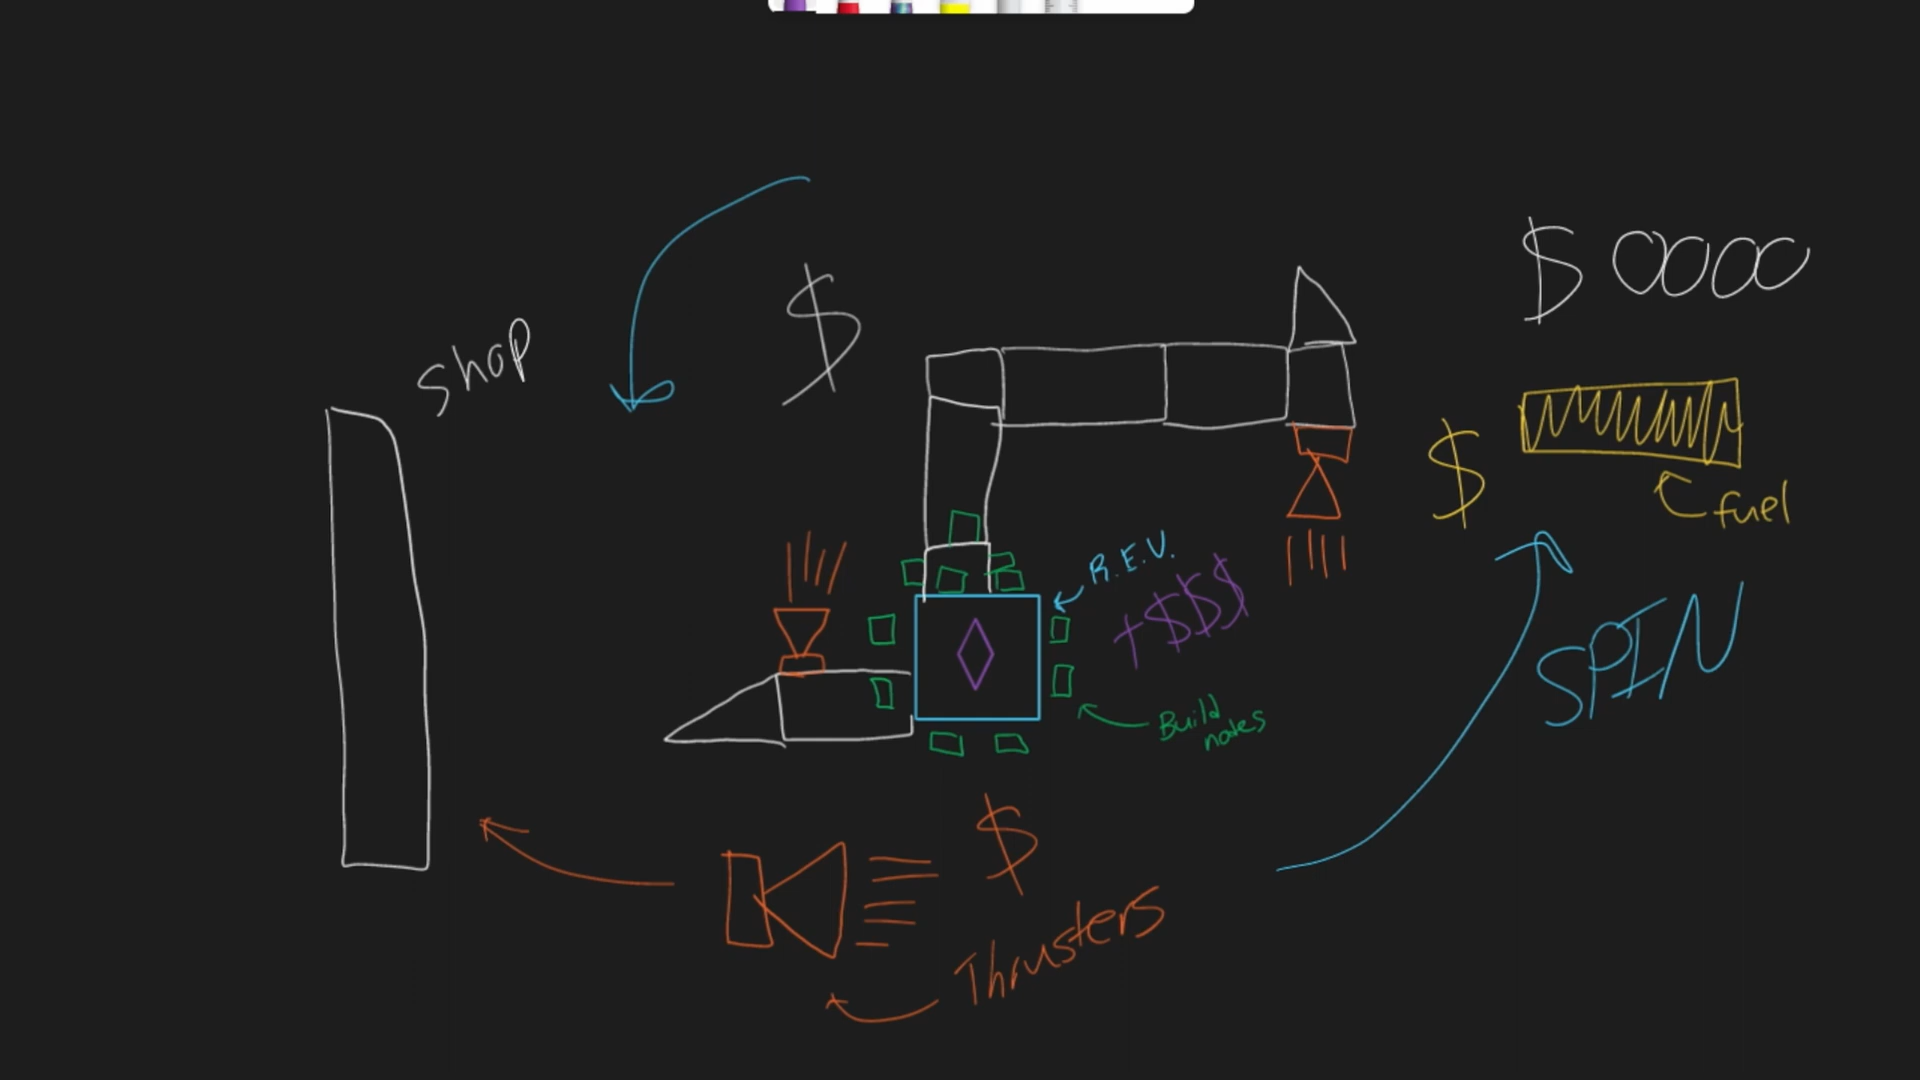 $ 0000
$
shop
$
fuel
R.E.V.
+$$$
SPIN
Build
nodes
$
Thrusters